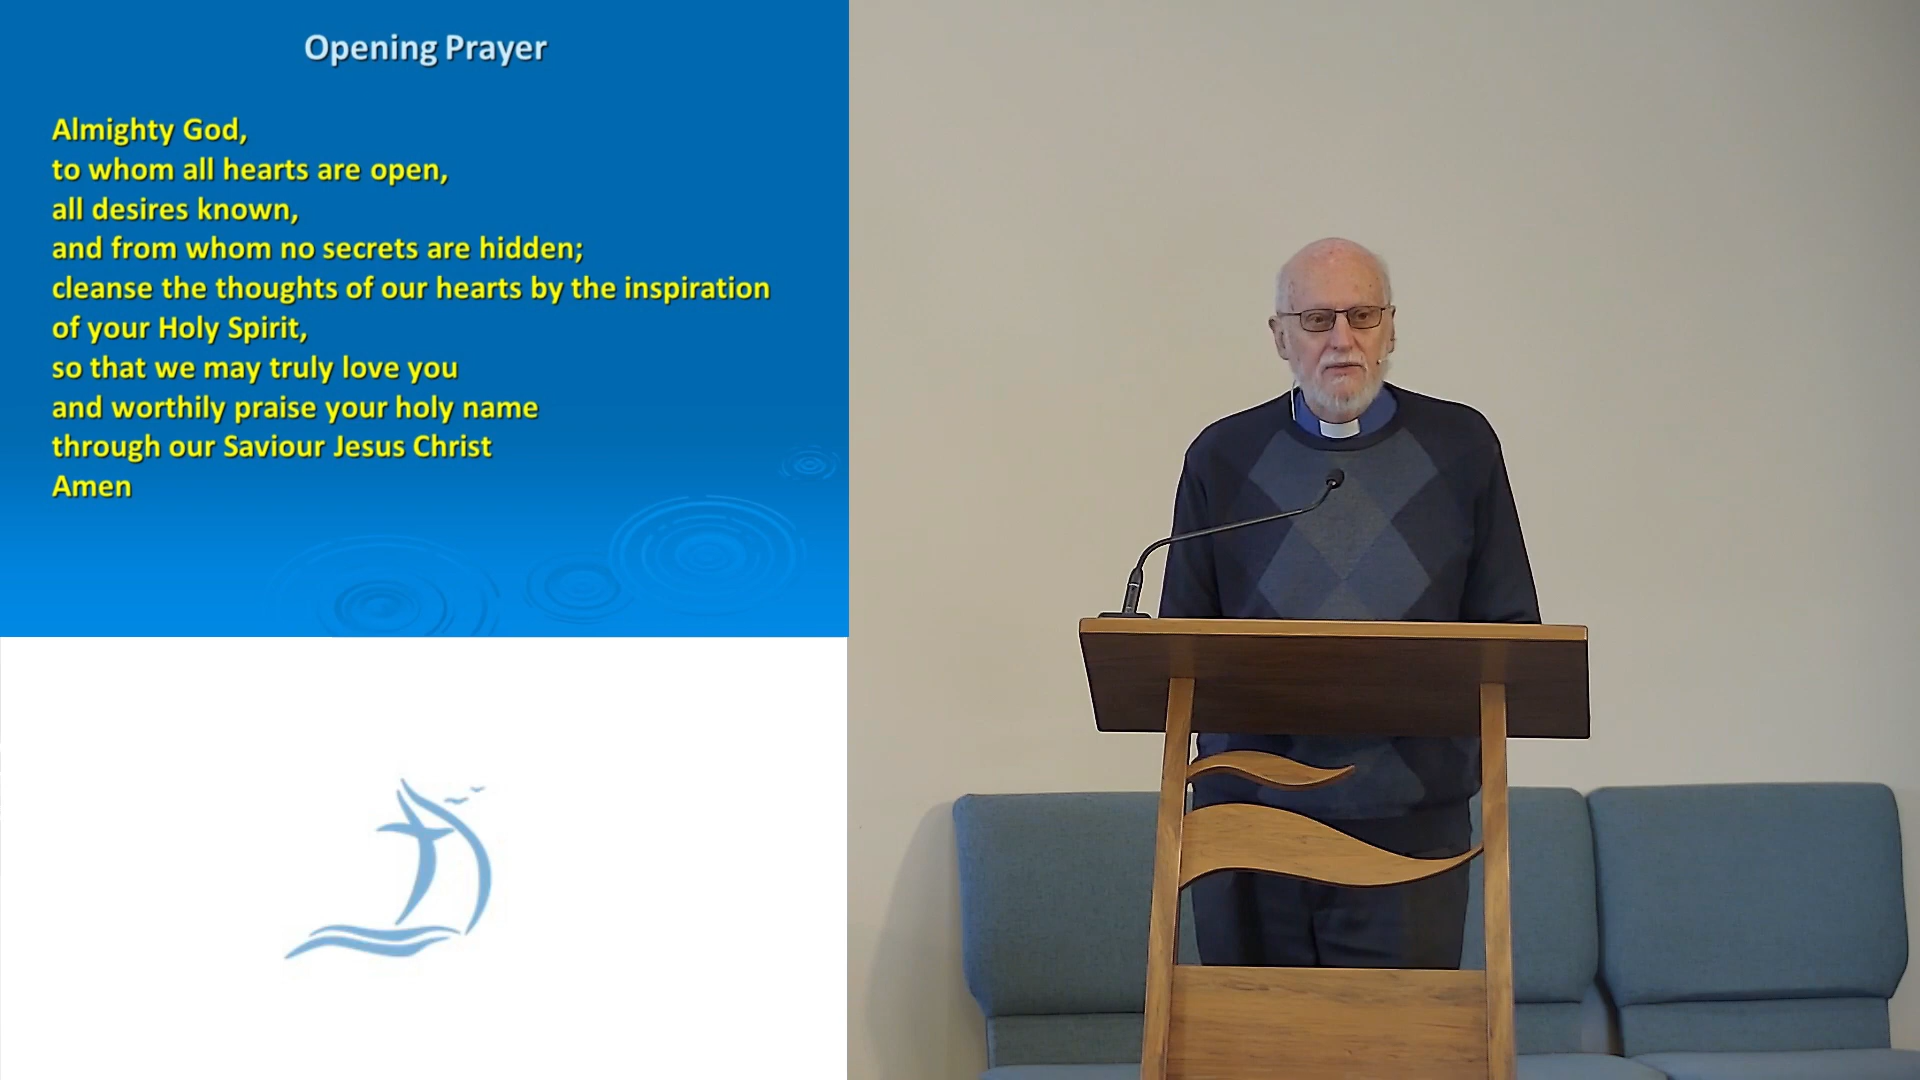 Opening Prayer
Almighty God,
to whom all hearts are open,
all desires known,
and from whom no secrets are hidden;
cleanse the thoughts of our hearts by the inspiration
of your Holy Spirit,
so that we may truly love you
and worthily praise your holy name
through our Saviour Jesus Christ
Amen